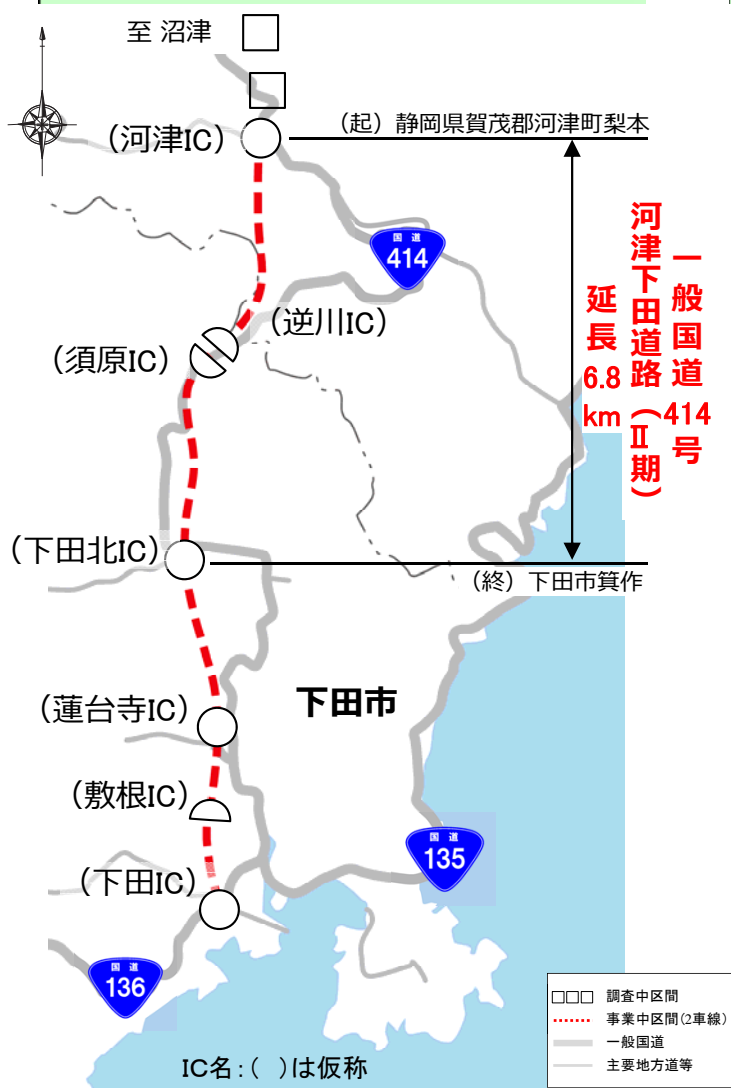 至 沼津
(河津IC)
(起)静岡県賀茂郡河津町梨本
国道
414
一般国道414号
河津下田道路(Ⅱ期)
延長6.8km
(逆川IC)
(須原IC)
(下田北IC)
(終)下田市箕作
(蓮台寺IC)
下田市
(敷根IC)
国道
135
(下田IC)
国道
136
調査中区間
事業中区間(2車線)
一般国道
主要地方道等
IC名:( )は仮称